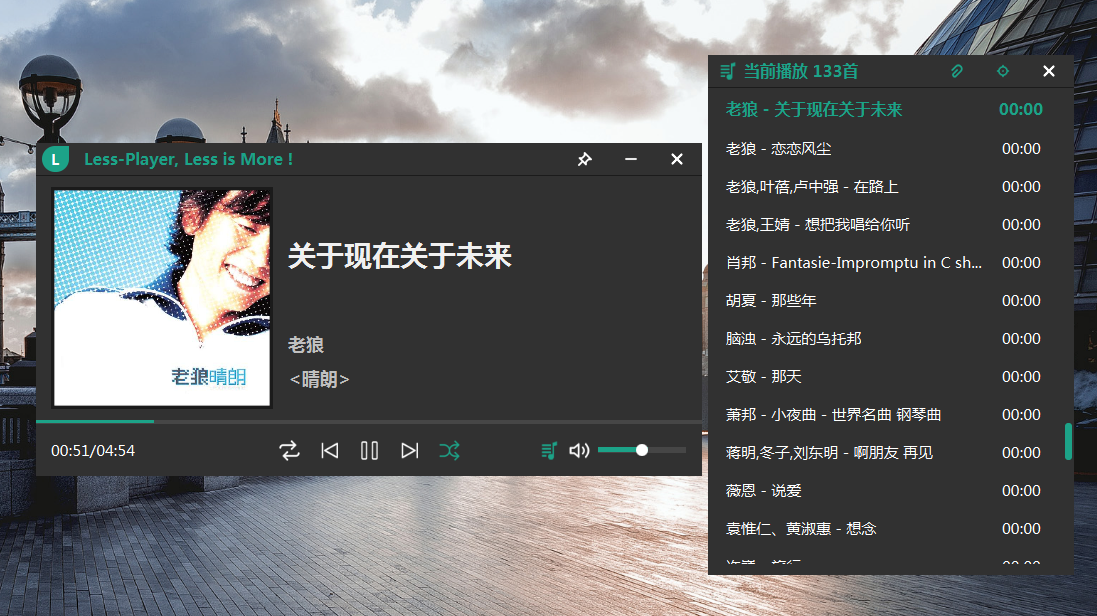 L Less-Player, Less is More !
老狼晴朗
关于现在关于未来
老狼
<晴朗>
00:51/04:54
当前播放 133首
老狼 - 关于现在关于未来 00:00
老狼 - 恋恋风尘 00:00
老狼,叶蓓,卢中强 - 在路上 00:00
老狼,王婧 - 想把我唱给你听 00:00
肖邦 - Fantasie-Impromptu in C sh... 00:00
胡夏 - 那些年 00:00
脑浊 - 永远的乌托邦 00:00
艾敬 - 那天 00:00
萧邦 - 小夜曲 - 世界名曲 钢琴曲 00:00
蒋明,冬子,刘东明 - 啊朋友 再见 00:00
薇恩 - 说爱 00:00
袁惟仁、黄淑惠 - 想念 00:00